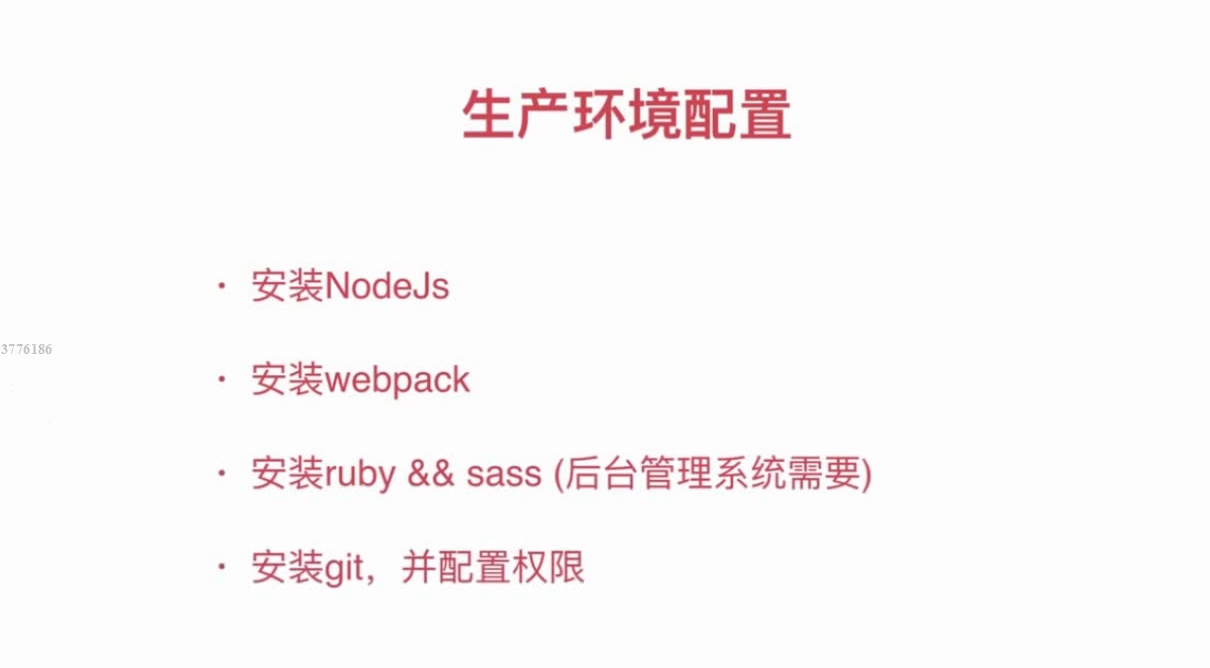 生产环境配置
· 安装NodeJs
3776186
· 安装webpack
· 安装ruby && sass (后台管理系统需要)
· 安装git，并配置权限